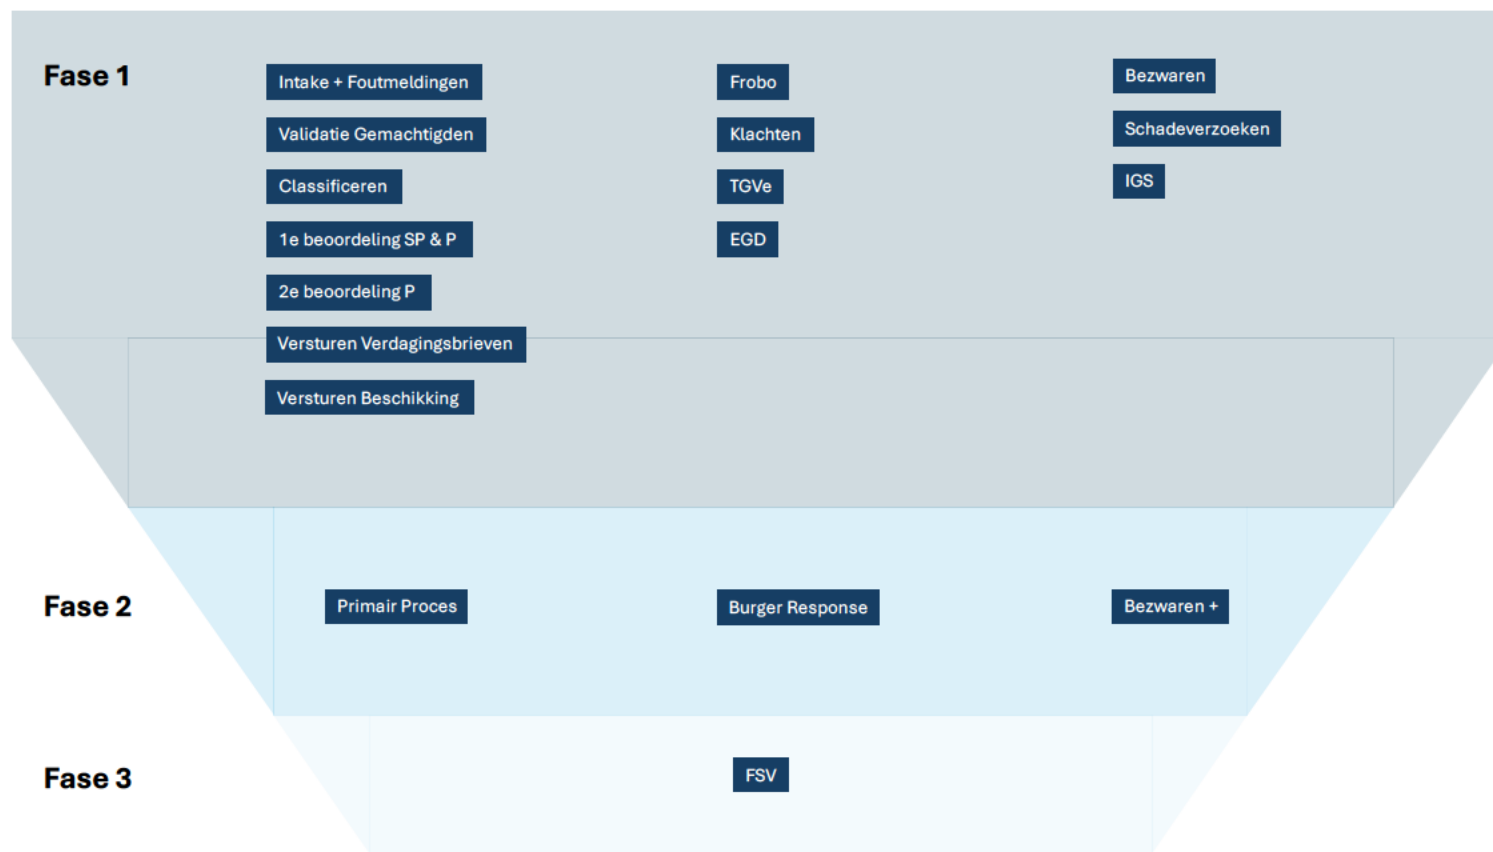 Fase 1
Intake + Foutmeldingen
Validatie Gemachtigden
Classificeren
1e beoordeling SP & P
2e beoordeling P
Versturen Verdagingsbrieven
Versturen Beschikking
Frobo
Klachten
TGVe
EGD
Bezwaren
Schadeverzoeken
IGS
Fase 2
Primair Proces
Burger Response
Bezwaren +
Fase 3
FSV